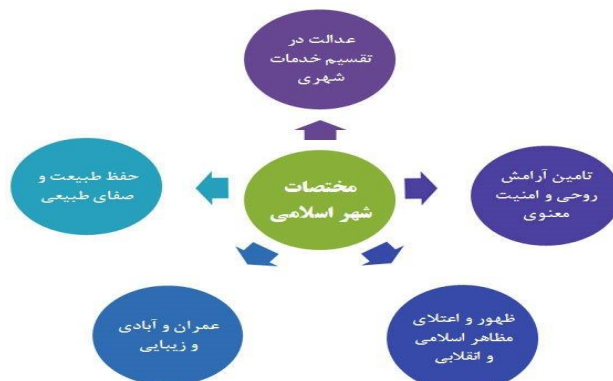 عدالت در
تقسیم خدمات
شهری
تامین آرامش
روحی و امنیت
معنوی
مختصات
شهر اسلامی
حفظ طبیعت و
صفای طبیعی
ظهور و اعتلای
مظاهر اسلامی
و انقلابی
عمران و آبادی
و زیبایی